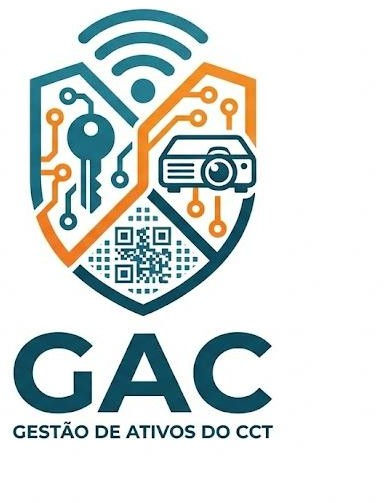 GAC
GESTÃO DE ATIVOS DO CCT